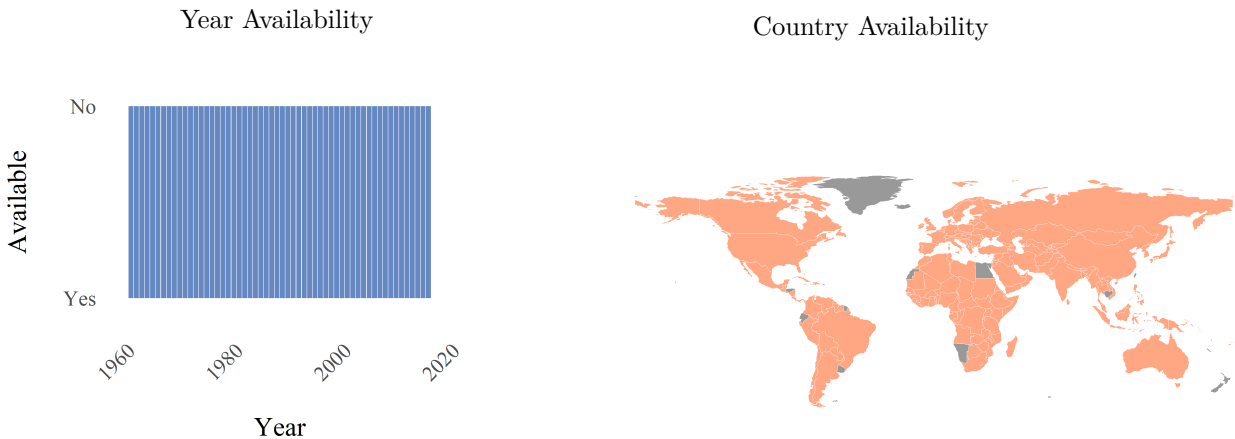 Year Availability
Available
No
Yes
1960
1980
2000
2020
Year
Country Availability